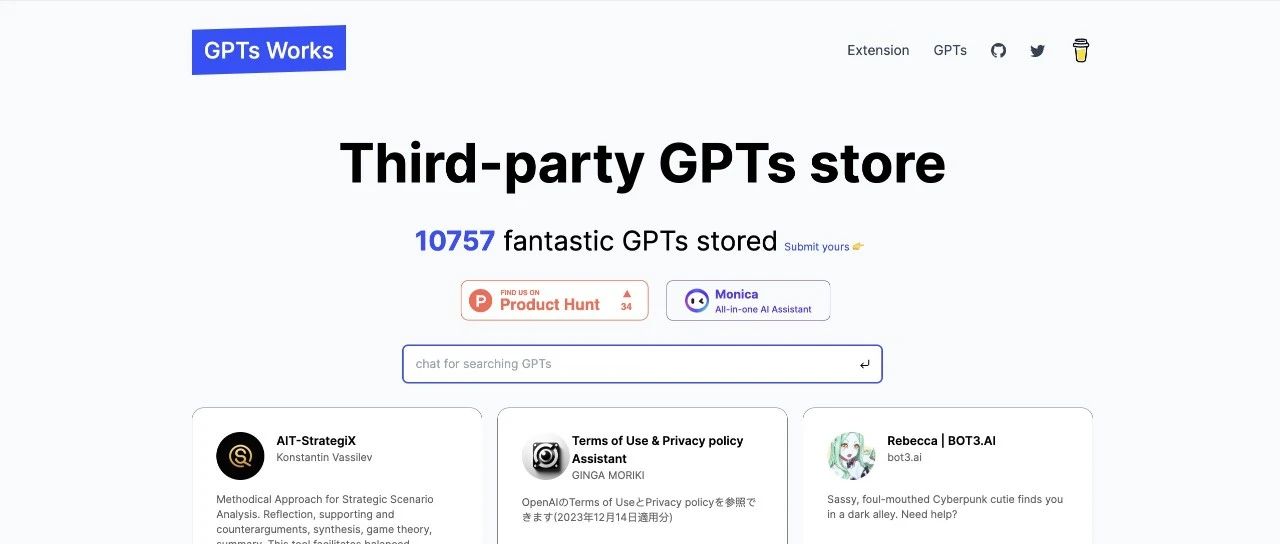 GPTs Works
Extension
GPTs
Third-party GPTs store
10757 fantastic GPTs stored Submit yours 👉
P FIND US ON
Product Hunt
34
Monica
All-in-one AI Assistant
chat for searching GPTs
AIT-StrategiX
Konstantin Vassilev
Methodical Approach for Strategic Scenario
Analysis. Reflection, supporting and
counterarguments, synthesis, game theory,
summary. This tool facilitates balanced
Terms of Use & Privacy policy
Assistant
GINGA MORIKI
OpenAIのTerms of UseとPrivacy policyを参照で
きます(2023年12月14日適用分)
Rebecca | BOT3.AI
bot3.ai
Sassy, foul-mouthed Cyberpunk cutie finds you
in a dark alley. Need help?